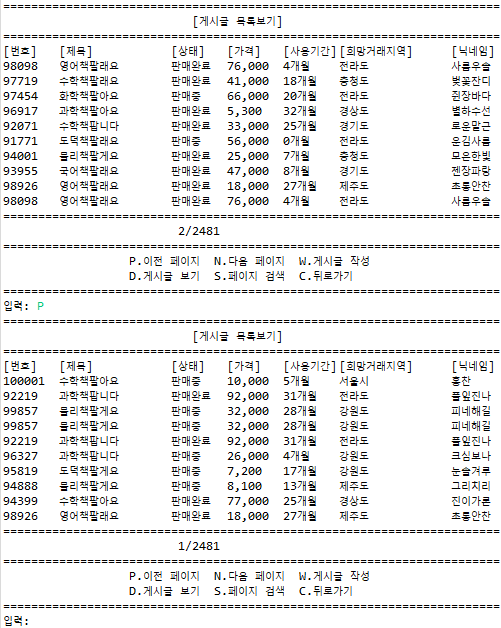 ============================================================
[게시글 목록보기]
============================================================
[번호] [제목] [상태] [가격] [사용기간] [희망거래지역] [닉네임]
98098 영어책팔래요 판매완료 76,000 4개월 전라도 사름우솔
97719 수학책팔래요 판매완료 41,000 18개월 충청도 벚꽃잔디
97454 화학책팔아요 판매중 66,000 20개월 전라도 퀸장바다
96917 과학책팔아요 판매완료 5,300 32개월 경상도 별하수선
92071 수학책팝니다 판매완료 33,000 25개월 경기도 로운말근
91771 도덕책팔래요 판매중 56,000 0개월 전라도 은김사름
94001 물리책팔게요 판매완료 25,000 7개월 충청도 모은한빛
93955 국어책팔래요 판매완료 47,000 8개월 경기도 젠장파랑
98926 영어책팔래요 판매완료 18,000 27개월 제주도 초롱안찬
98098 영어책팔래요 판매완료 76,000 4개월 전라도 사름우솔
============================================================
2/2481
============================================================
P.이전 페이지 N.다음 페이지 W.게시글 작성
D.게시글 보기 S.페이지 검색 C.뒤로가기
============================================================
입력: P
============================================================
[게시글 목록보기]
============================================================
[번호] [제목] [상태] [가격] [사용기간] [희망거래지역] [닉네임]
100001 수학책팔아요 판매중 10,000 5개월 서울시 홍찬
92219 과학책팝니다 판매완료 92,000 31개월 전라도 플잎진나
99857 물리책팔게요 판매중 32,000 28개월 강원도 피네해길
99857 물리책팔게요 판매중 32,000 28개월 강원도 피네해길
92219 과학책팝니다 판매완료 92,000 31개월 전라도 플잎진나
96327 과학책팝니다 판매중 26,000 4개월 강원도 크심보나
95819 도덕책팔게요 판매중 7,200 17개월 강원도 눈솔겨루
94888 물리책팔게요 판매중 8,100 13개월 제주도 그리치리
94399 수학책팔아요 판매완료 77,000 25개월 경상도 진이가론
98926 영어책팔래요 판매완료 18,000 27개월 제주도 초롱안찬
============================================================
1/2481
============================================================
P.이전 페이지 N.다음 페이지 W.게시글 작성
D.게시글 보기 S.페이지 검색 C.뒤로가기
============================================================
입력: